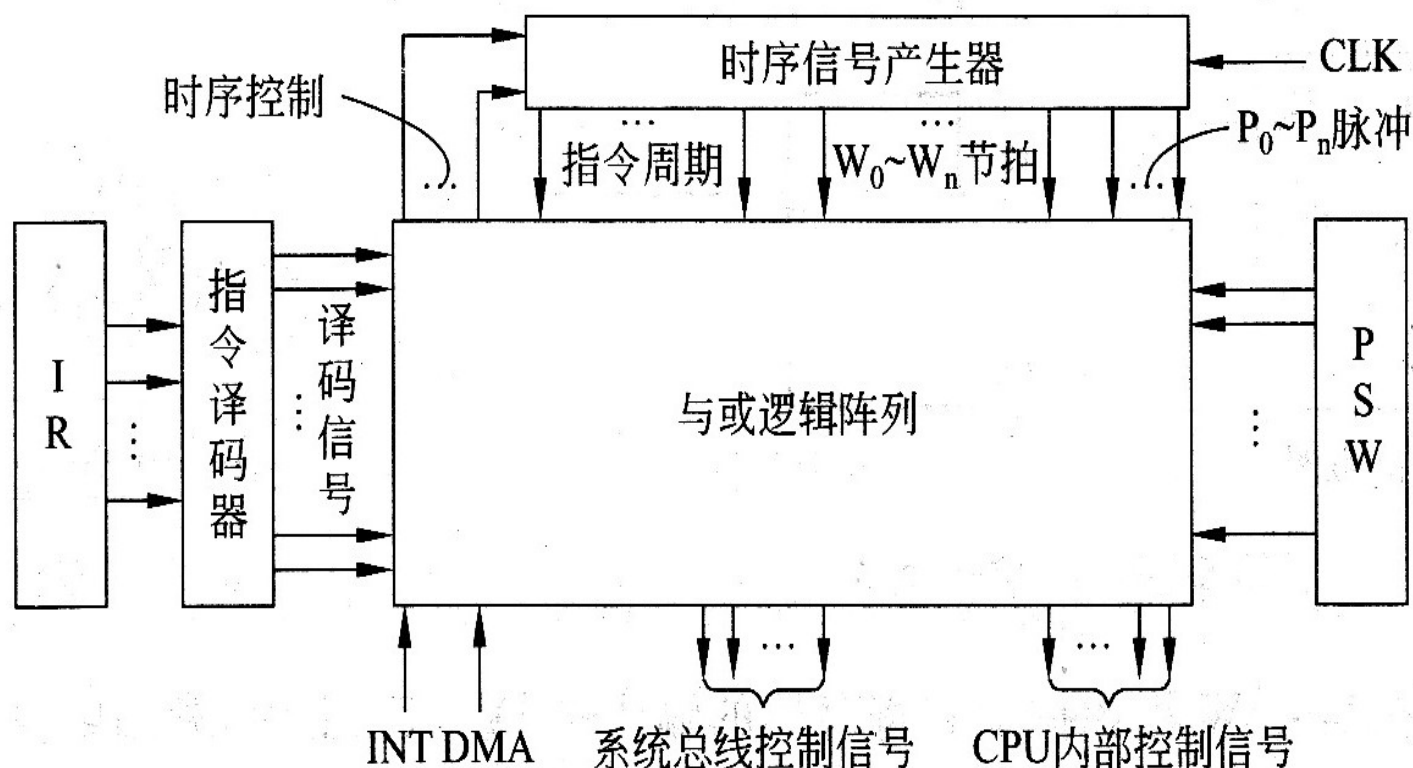 时序信号产生器
CLK
时序控制
…
…
指令周期
W₀~Wₙ节拍
P₀~Pₙ脉冲
…
…
I
R
…
指令译码器
…
译码信号
与或逻辑阵列
…
P
S
W
…
…
INT DMA
系统总线控制信号
CPU内部控制信号